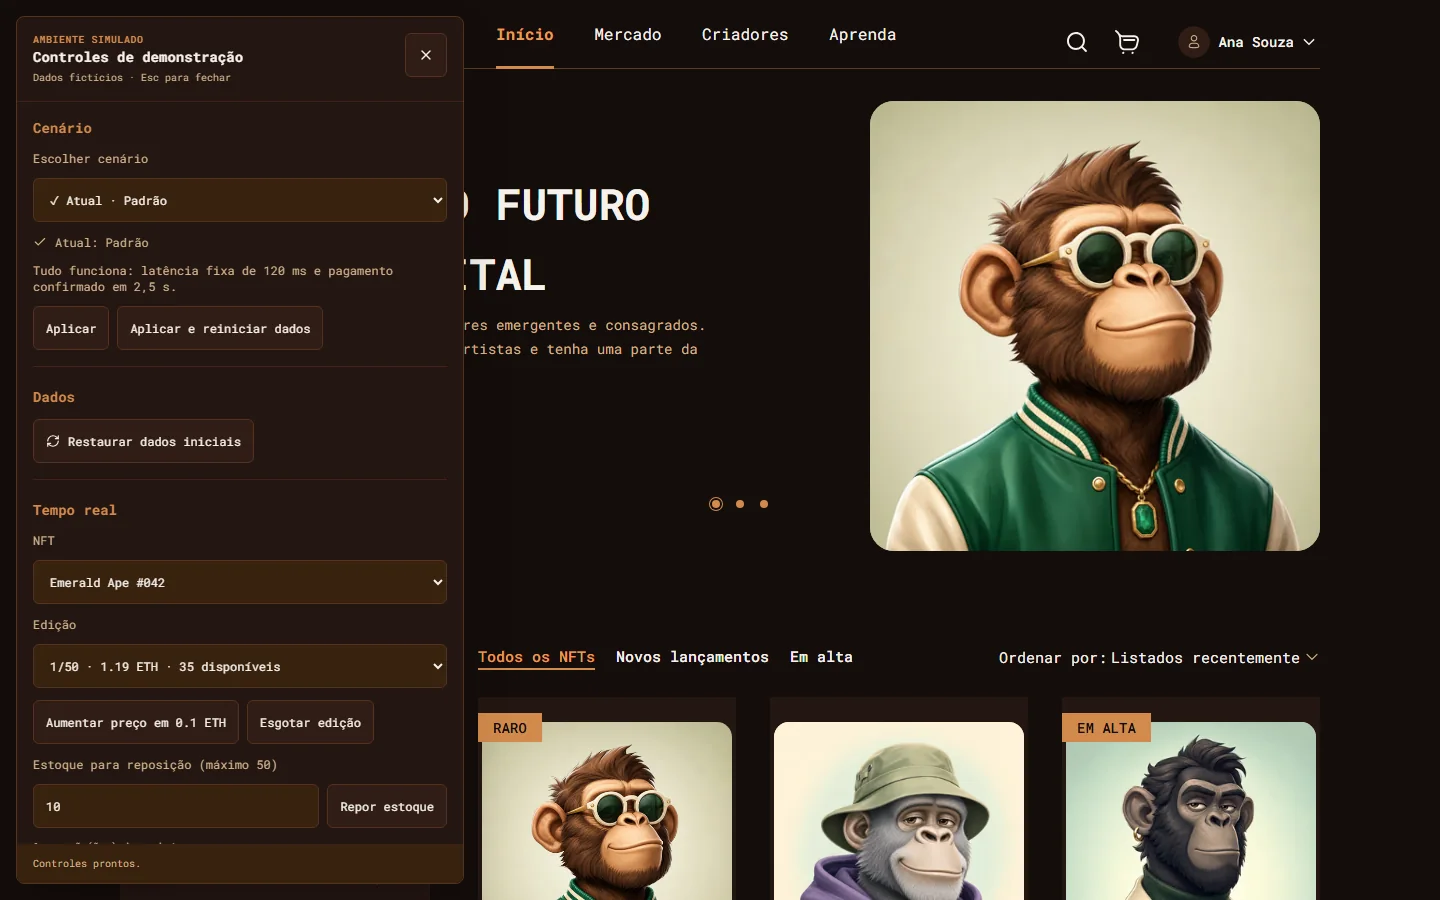 AMBIENTE SIMULADO
Controles de demonstração
Dados fictícios · Esc para fechar
Cenário
Escolher cenário
✓ Atual · Padrão
Atual: Padrão
Tudo funciona: latência fixa de 120 ms e pagamento
confirmado em 2,5 s.
Aplicar
Aplicar e reiniciar dados
Dados
Restaurar dados iniciais
Tempo real
NFT
Emerald Ape #042
Edição
1/50 · 1.19 ETH · 35 disponíveis
Aumentar preço em 0.1 ETH
Esgotar edição
Estoque para reposição (máximo 50)
10
Repor estoque
Controles prontos.
Início
Mercado
Criadores
Aprenda
Ana Souza
FUTURO
ETAL
res emergentes e consagrados.
rtistas e tenha uma parte da
Todos os NFTs
Novos lançamentos
Em alta
Ordenar por: Listados recentemente
RARO
EM ALTA